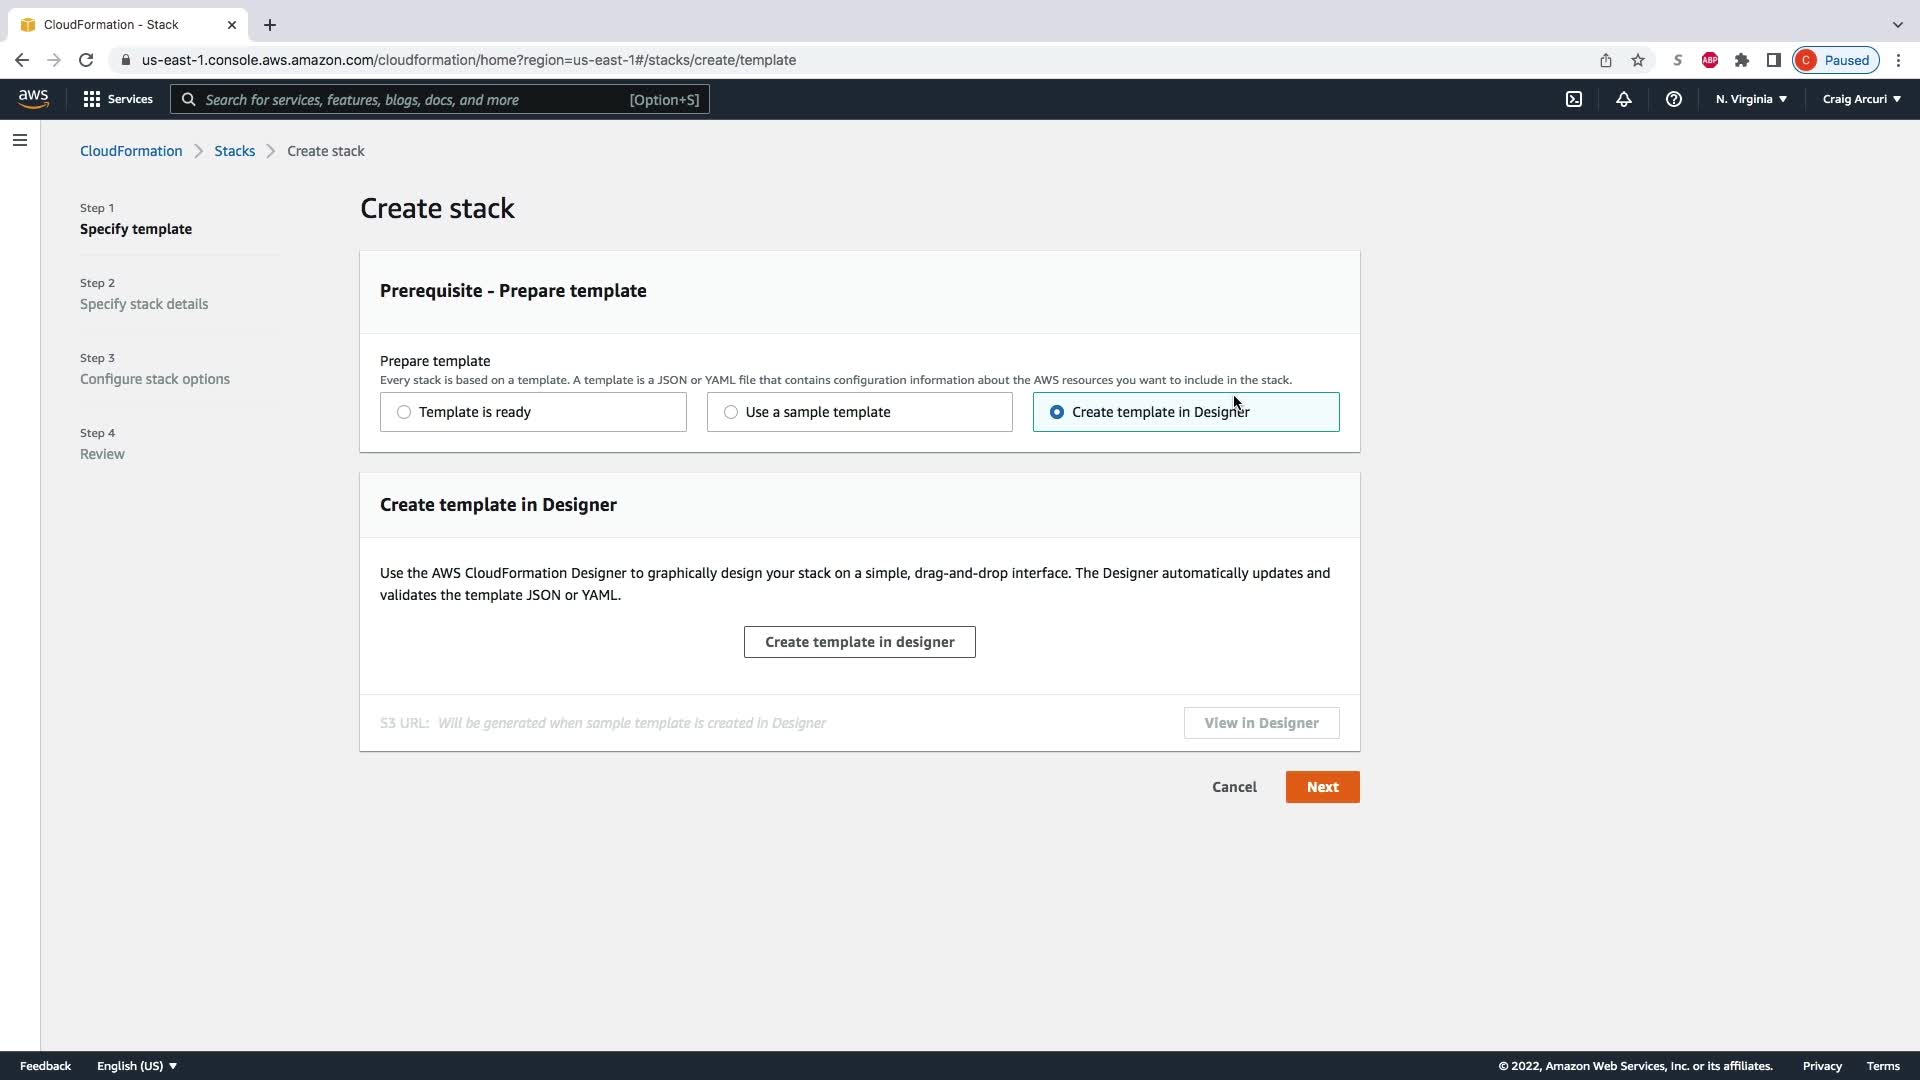 CloudFormation - Stack
us-east-1.console.aws.amazon.com/cloudformation/home?region=us-east-1#/stacks/create/template
S
ABP
C
Paused
aws
Services
Search for services, features, blogs, docs, and more
[Option+S]
N. Virginia
Craig Arcuri
CloudFormation
Stacks
Create stack
Step 1
Specify template
Step 2
Specify stack details
Step 3
Configure stack options
Step 4
Review
Create stack
Prerequisite - Prepare template
Prepare template
Every stack is based on a template. A template is a JSON or YAML file that contains configuration information about the AWS resources you want to include in the stack.
Template is ready
Use a sample template
Create template in Designer
Create template in Designer
Use the AWS CloudFormation Designer to graphically design your stack on a simple, drag-and-drop interface. The Designer automatically updates and
validates the template JSON or YAML.
Create template in designer
S3 URL: Will be generated when sample template is created in Designer
View in Designer
Cancel
Next
Feedback
English (US)
© 2022, Amazon Web Services, Inc. or its affiliates.
Privacy
Terms